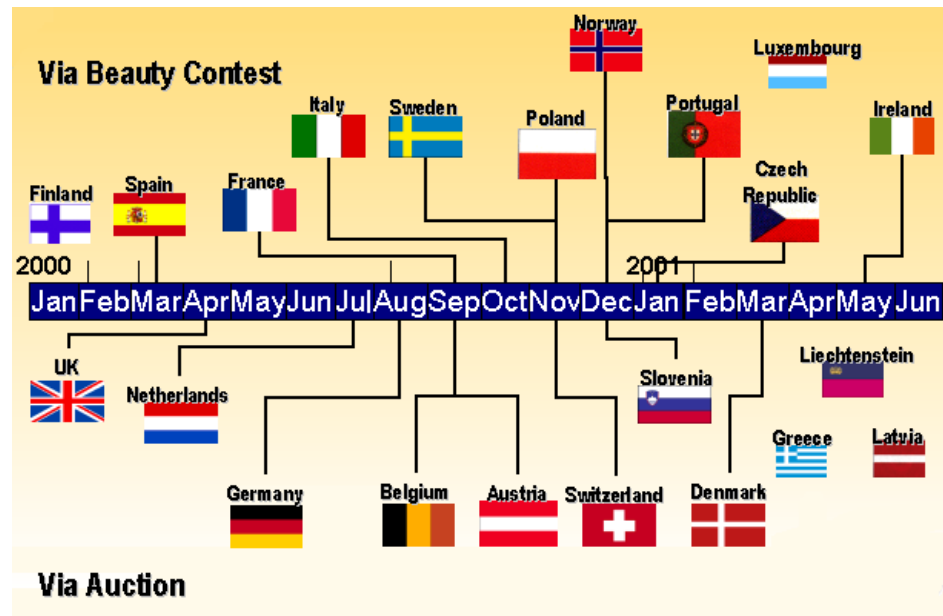 Norway
Luxembourg
Via Beauty Contest
Italy
Sweden
Poland
Portugal
Ireland
Finland
Spain
France
Czech
Republic
2000
2001
Jan Feb Mar Apr May Jun Jul Aug Sep Oct Nov Dec Jan Feb Mar Apr May Jun
UK
Netherlands
Slovenia
Liechtenstein
Greece
Latvia
Germany
Belgium
Austria
Switzerland
Denmark
Via Auction